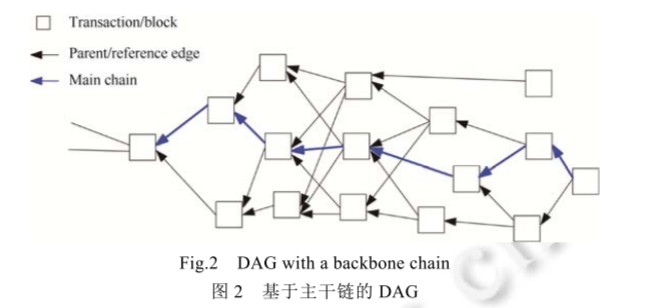 Transaction/block
Parent/reference edge
Main chain
Fig.2 DAG with a backbone chain
图 2 基于主干链的 DAG